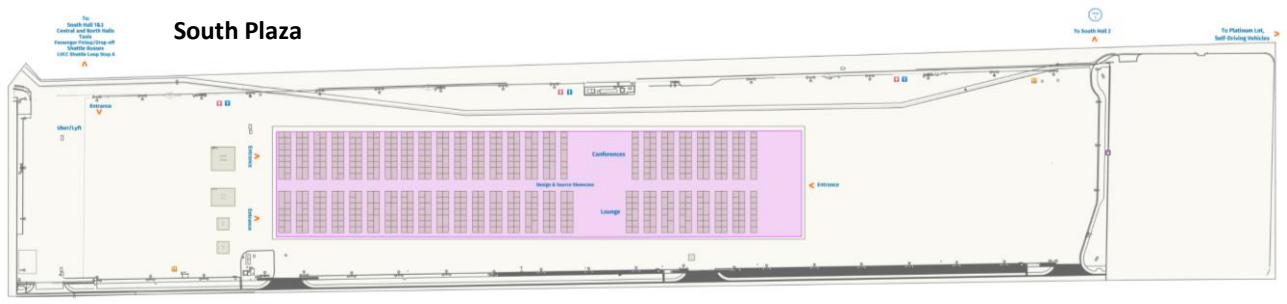 South Plaza
To:
South Hall 1&3
Central and North Halls
Taxis
Passenger Pickup/Drop-off
Shuttle Busses
LVCC Shuttle Loop Stop 6
To South Hall 2
To Platinum Lot,
Self-Driving Vehicles
Entrance
Uber/Lyft
Entrance
Conferences
Design & Source Showcase
Entrance
Entrance
Lounge